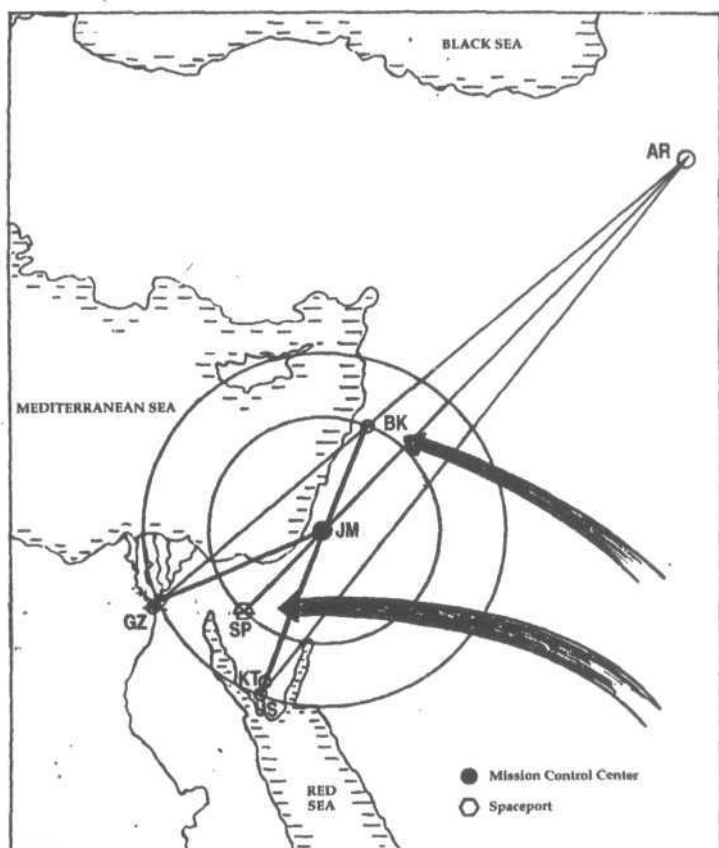 BLACK SEA
AR
MEDITERRANEAN SEA
BK
JM
GZ
SP
KT
US
RED
SEA
Mission Control Center
Spaceport